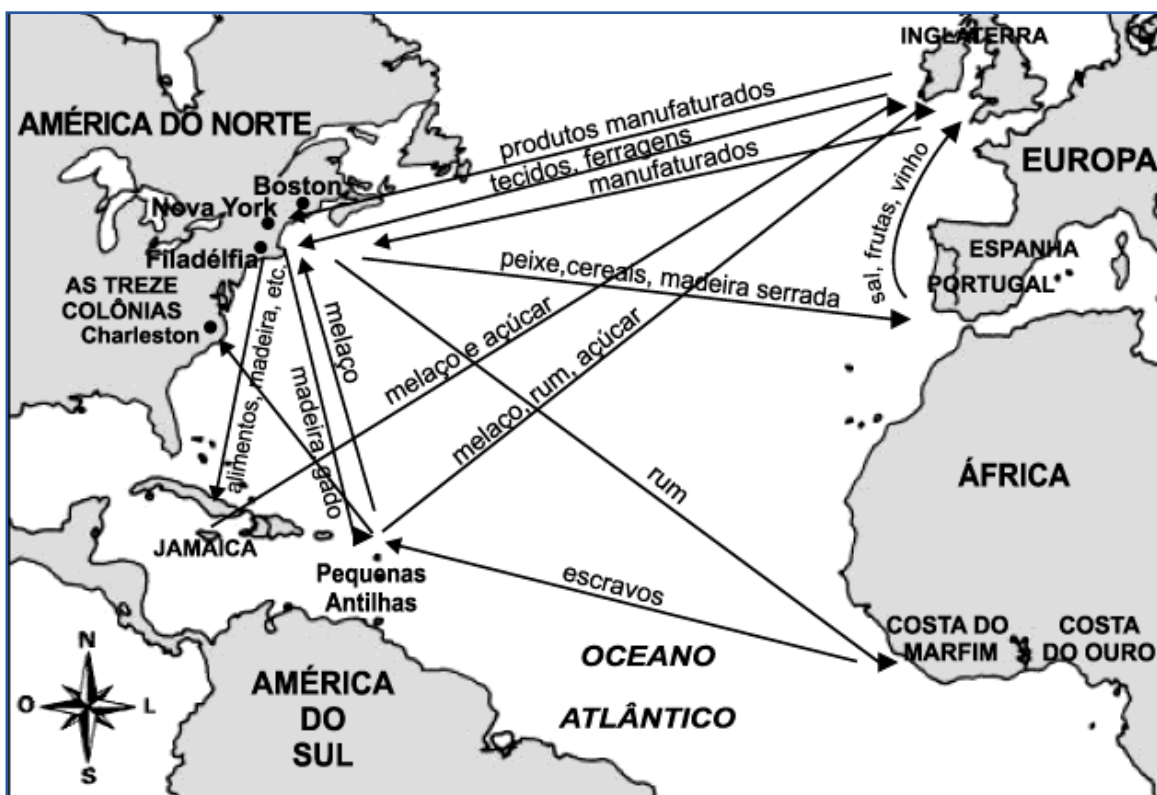 INGLATERRA
AMÉRICA DO NORTE
produtos manufaturados
tecidos, ferragens
manufaturados
EUROPA
Boston
Nova York
Filadélfia
sal, frutas, vinho
ESPANHA
PORTUGAL
AS TREZE
COLÔNIAS
Charleston
peixe,cereais, madeira serrada
alimentos, madeira, etc.
madeira, gado
melaço
melaço e açúcar
melaço, rum, açúcar
rum
ÁFRICA
JAMAICA
Pequenas
Antilhas
escravos
COSTA DO
MARFIM
COSTA
DO OURO
OCEANO
ATLÂNTICO
AMÉRICA
DO
SUL
N
O
L
S